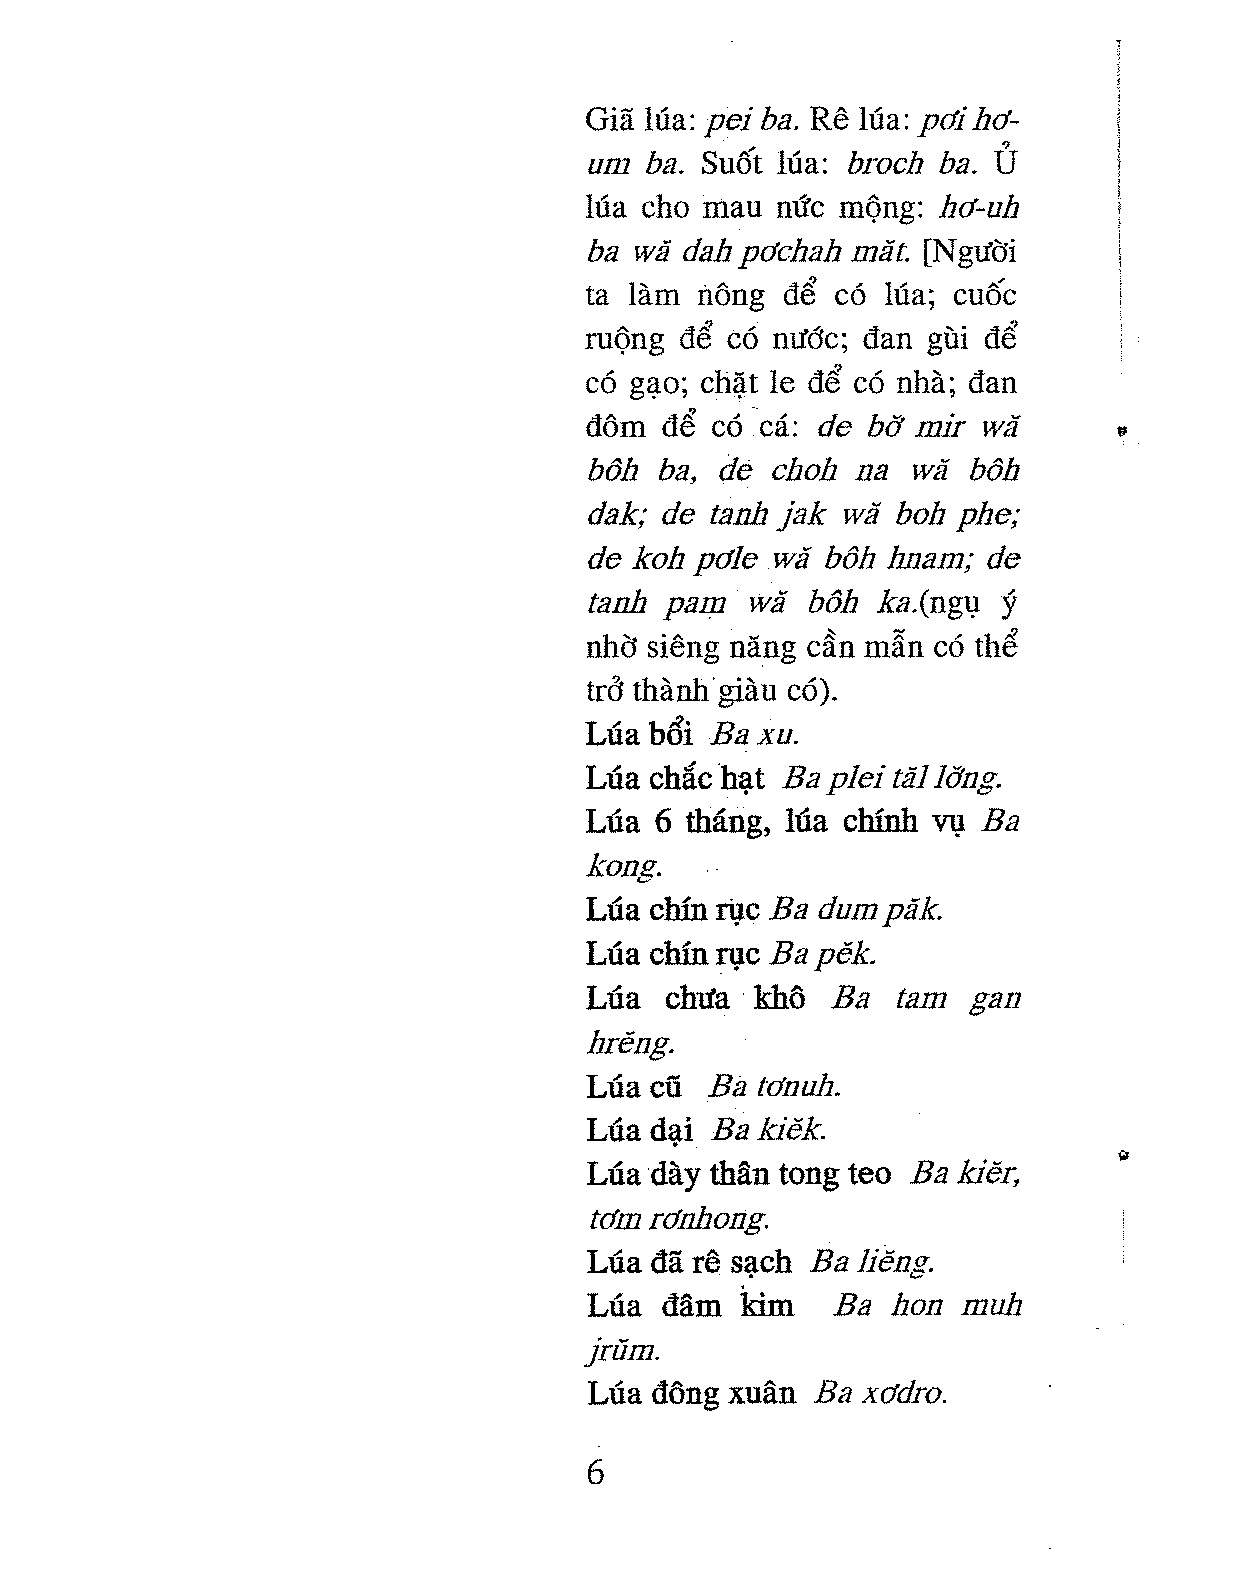 Giã lúa: pei ba. Rê lúa: pơi hơ-
um ba. Suốt lúa: broch ba. Ủ
lúa cho mau nức mộng: hơ-uh
ba wă dah pơchah măt. [Người
ta làm nông để có lúa; cuốc
ruộng để có nước; đan gùi để
có gạo; chặt le để có nhà; đan
đôm để có cá: de bơ̆ mir wă
bôh ba, de choh na wă bôh
dak; de tanh jak wă boh phe;
de koh pơle wă bôh hnam; de
tanh pam wă bôh ka.(ngụ ý
nhờ siêng năng cần mẫn có thể
trở thành giàu có).
Lúa bổi Ba xu.
Lúa chắc hạt Ba plei tăl lơ̆ng.
Lúa 6 tháng, lúa chính vụ Ba
kong.
Lúa chín rục Ba dum păk.
Lúa chín rục Ba pĕk.
Lúa chưa khô Ba tam gan
hrĕng.
Lúa cũ Ba tơnuh.
Lúa dại Ba kiĕk.
Lúa dày thân tong teo Ba kiĕr,
tơm rơnhong.
Lúa đã rê sạch Ba liĕng.
Lúa đâm kim Ba hon muh
jrŭm.
Lúa đông xuân Ba xơdro.
6